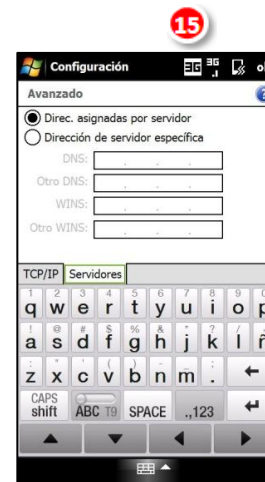 15
Configuración
Avanzado
Direc. asignadas por servidor
Dirección de servidor específica
DNS:
Otro DNS:
WINS:
Otro WINS:
TCP/IP Servidores
1 2 3 4 5 6 7 8 9
q w e r t y u i o p
! @ # $ % & ?
a s d f g h j k l ñ
z x c v b n m .
CAPS
shift ABC T9 SPACE .,123